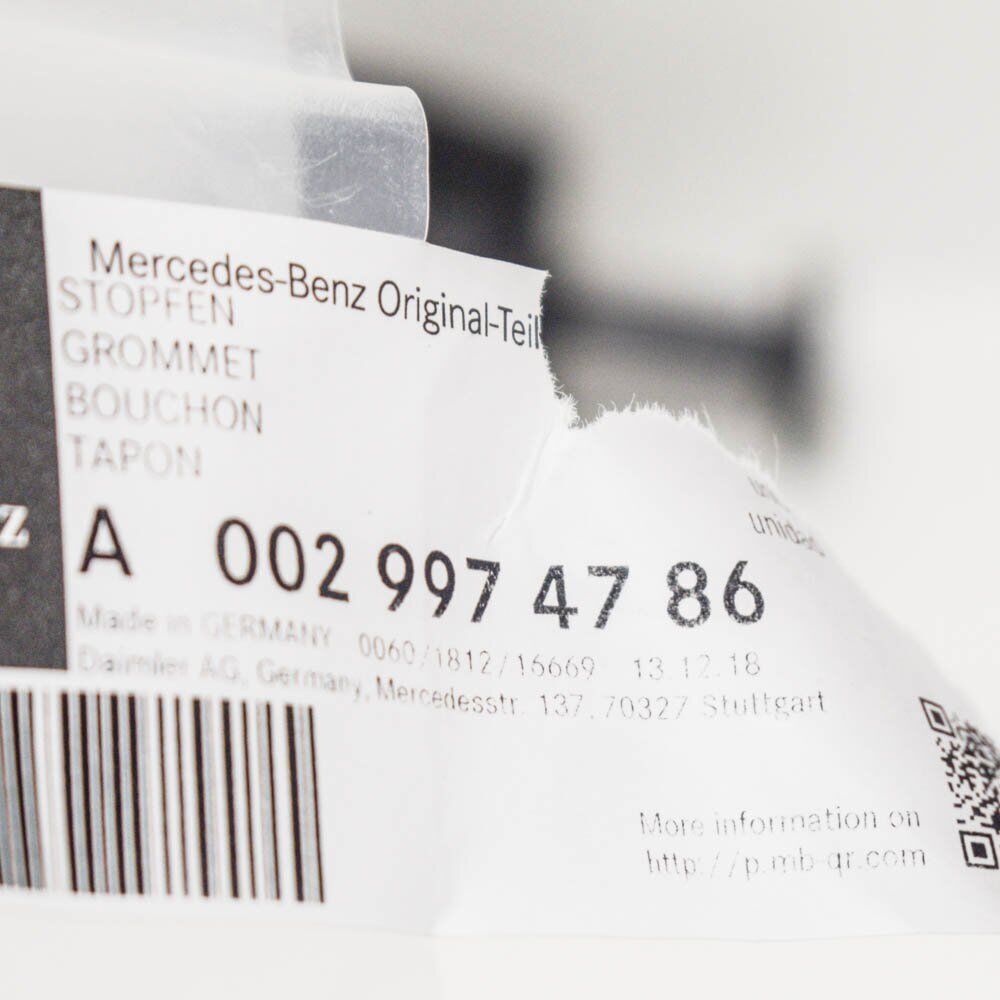 Mercedes-Benz Original-Teil
STOPFEN
GROMMET
BOUCHON
TAPON
z
A 002 997 47 86
Made in GERMANY 0060/1812/16669 13.12.18
Daimler AG, Germany, Mercedesstr. 137, 70327 Stuttgart
More information on
http://p.mb-qr.com